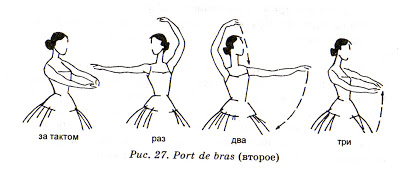 за тактом раз два три
Рис. 27. Port de bras (второе)